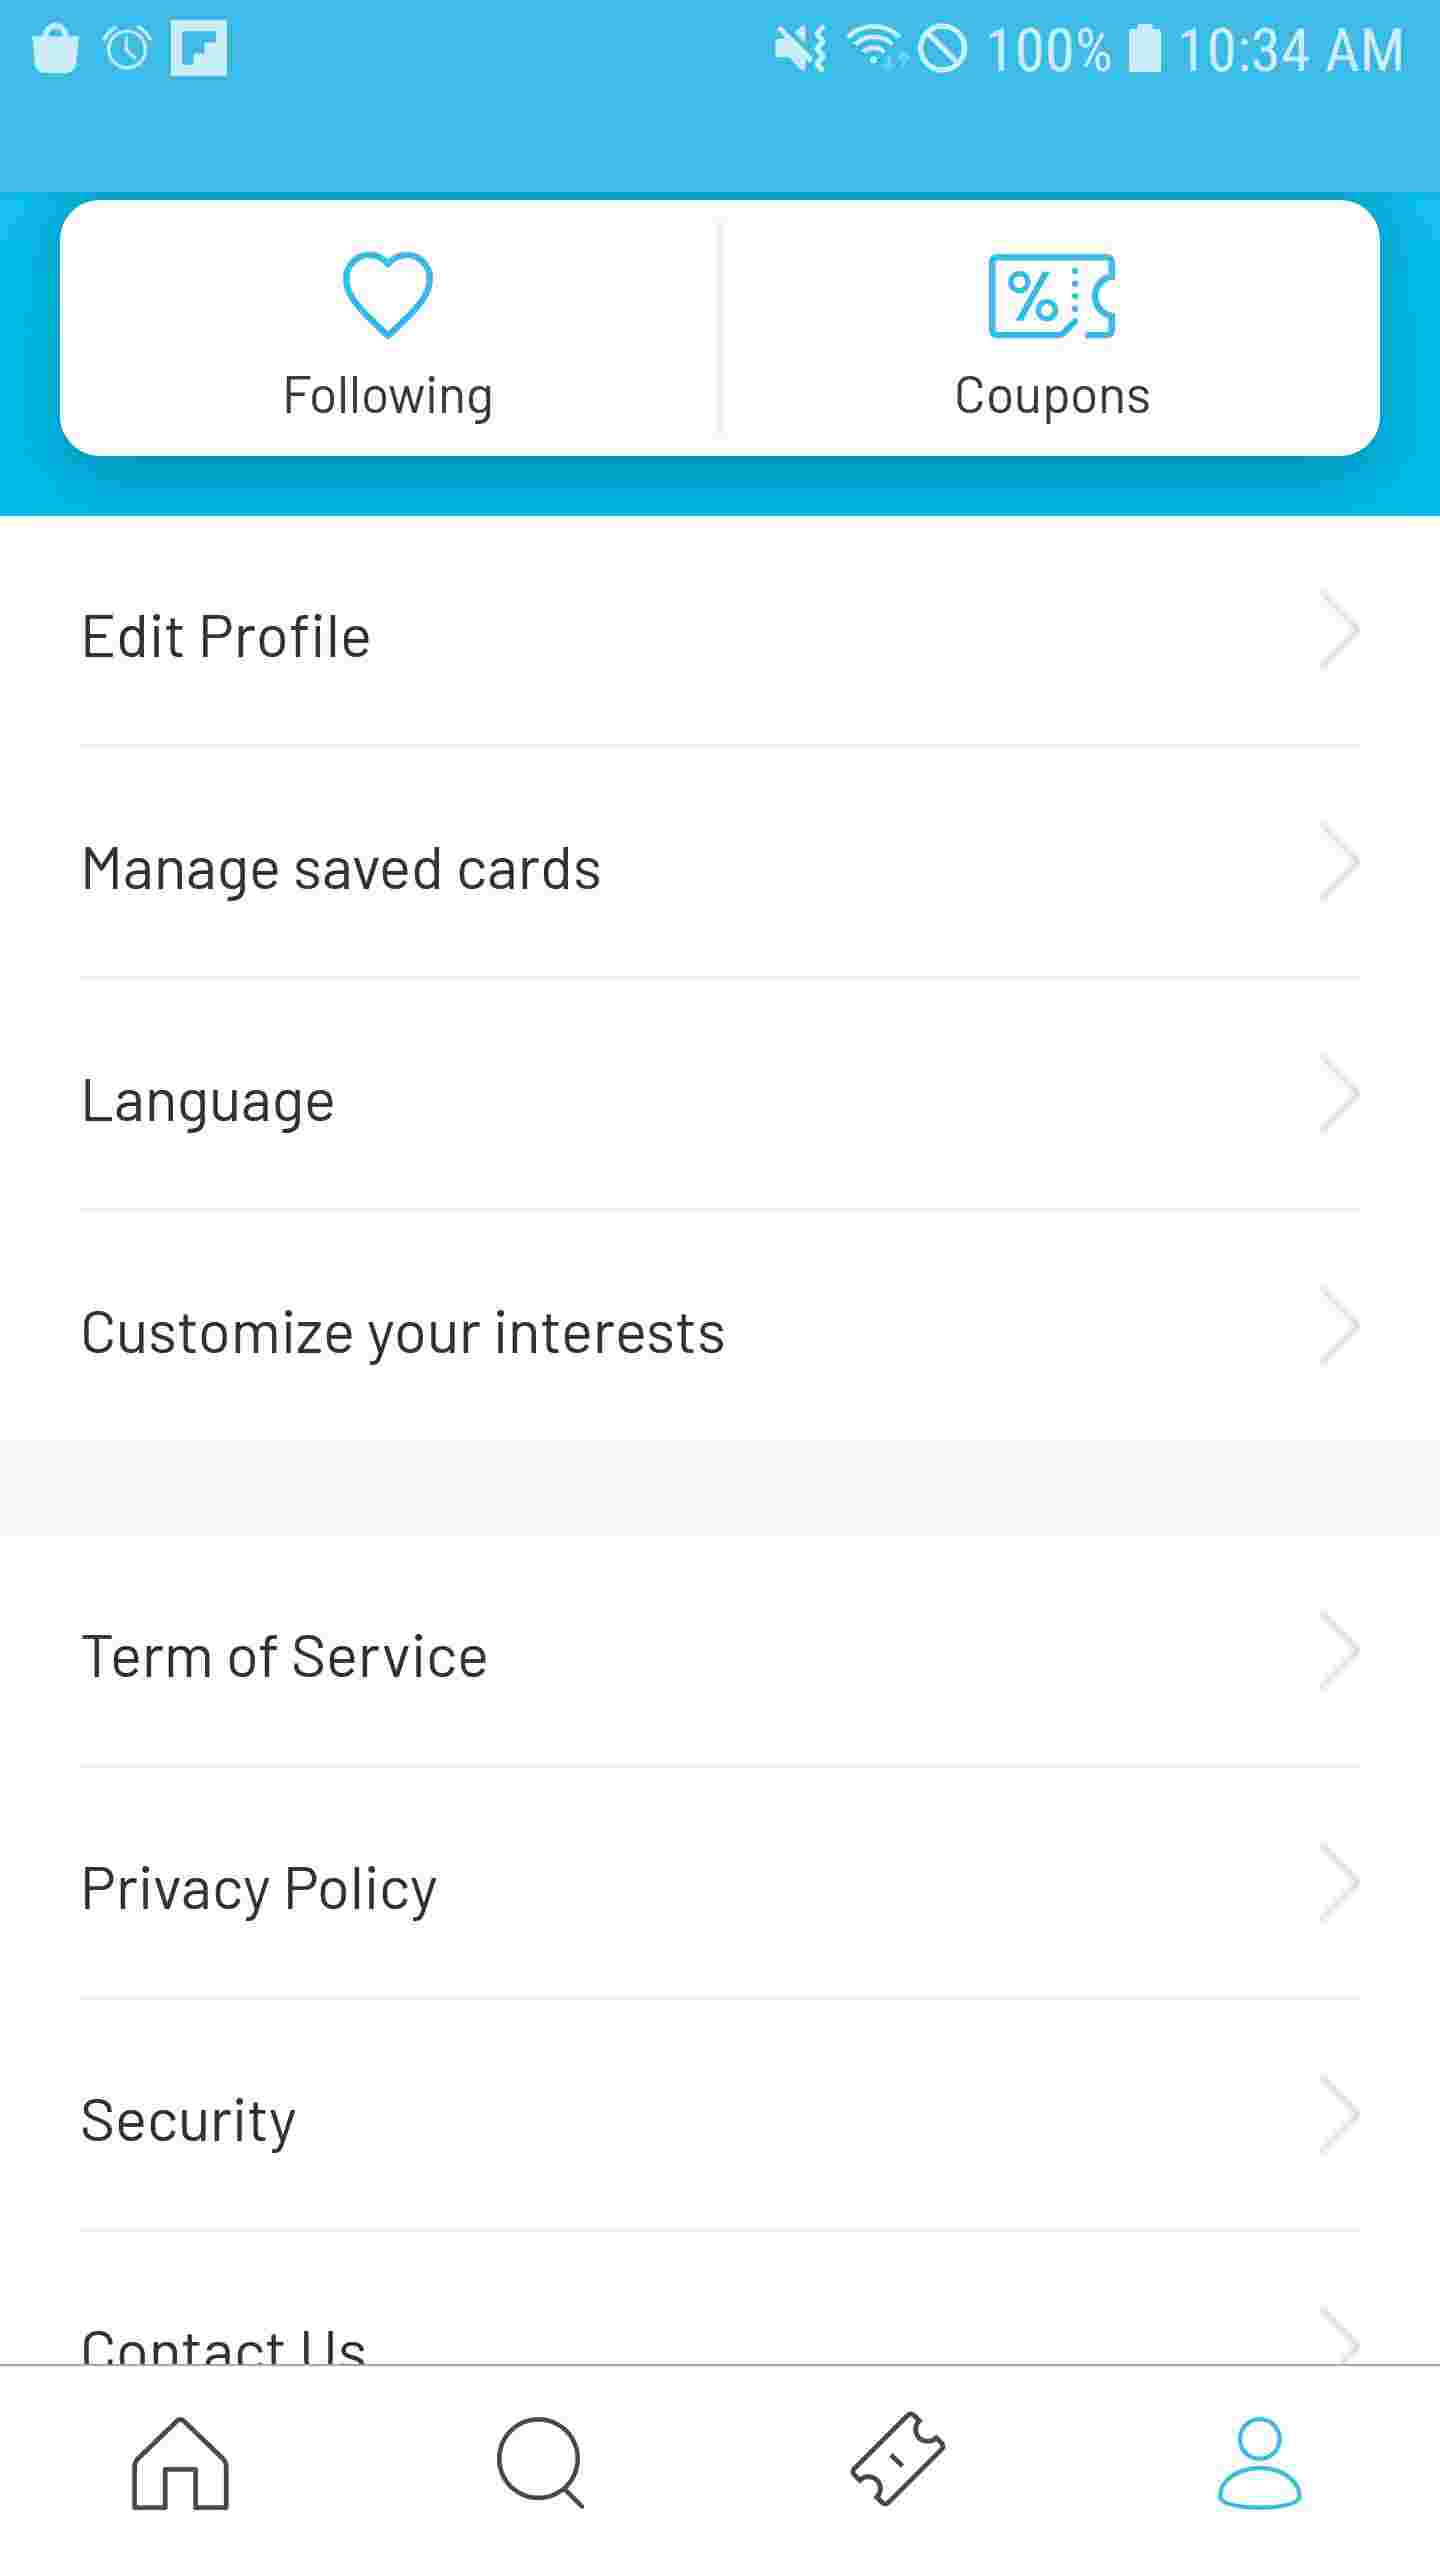 100% 10:34 AM
Following
Coupons
Edit Profile
Manage saved cards
Language
Customize your interests
Term of Service
Privacy Policy
Security
Contact Us